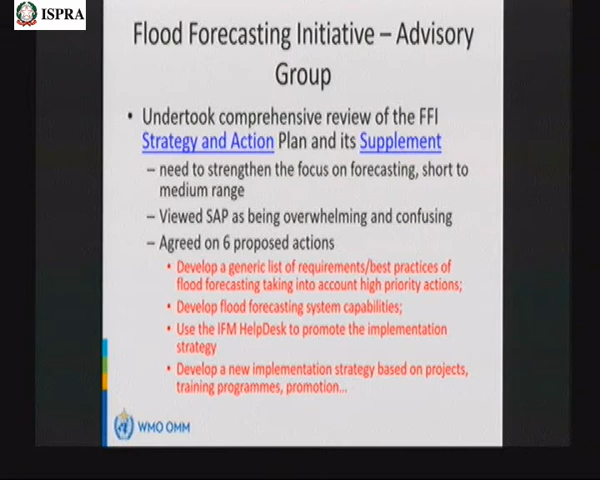 ISPRA
Flood Forecasting Initiative – Advisory
Group
• Undertook comprehensive review of the FFI
Strategy and Action Plan and its Supplement
– need to strengthen the focus on forecasting, short to
medium range
– Viewed SAP as being overwhelming and confusing
– Agreed on 6 proposed actions
• Develop a generic list of requirements/best practices of
flood forecasting taking into account high priority actions;
• Develop flood forecasting system capabilities;
• Use the IFM HelpDesk to promote the implementation
strategy
• Develop a new implementation strategy based on projects,
training programmes, promotion...
WMO OMM